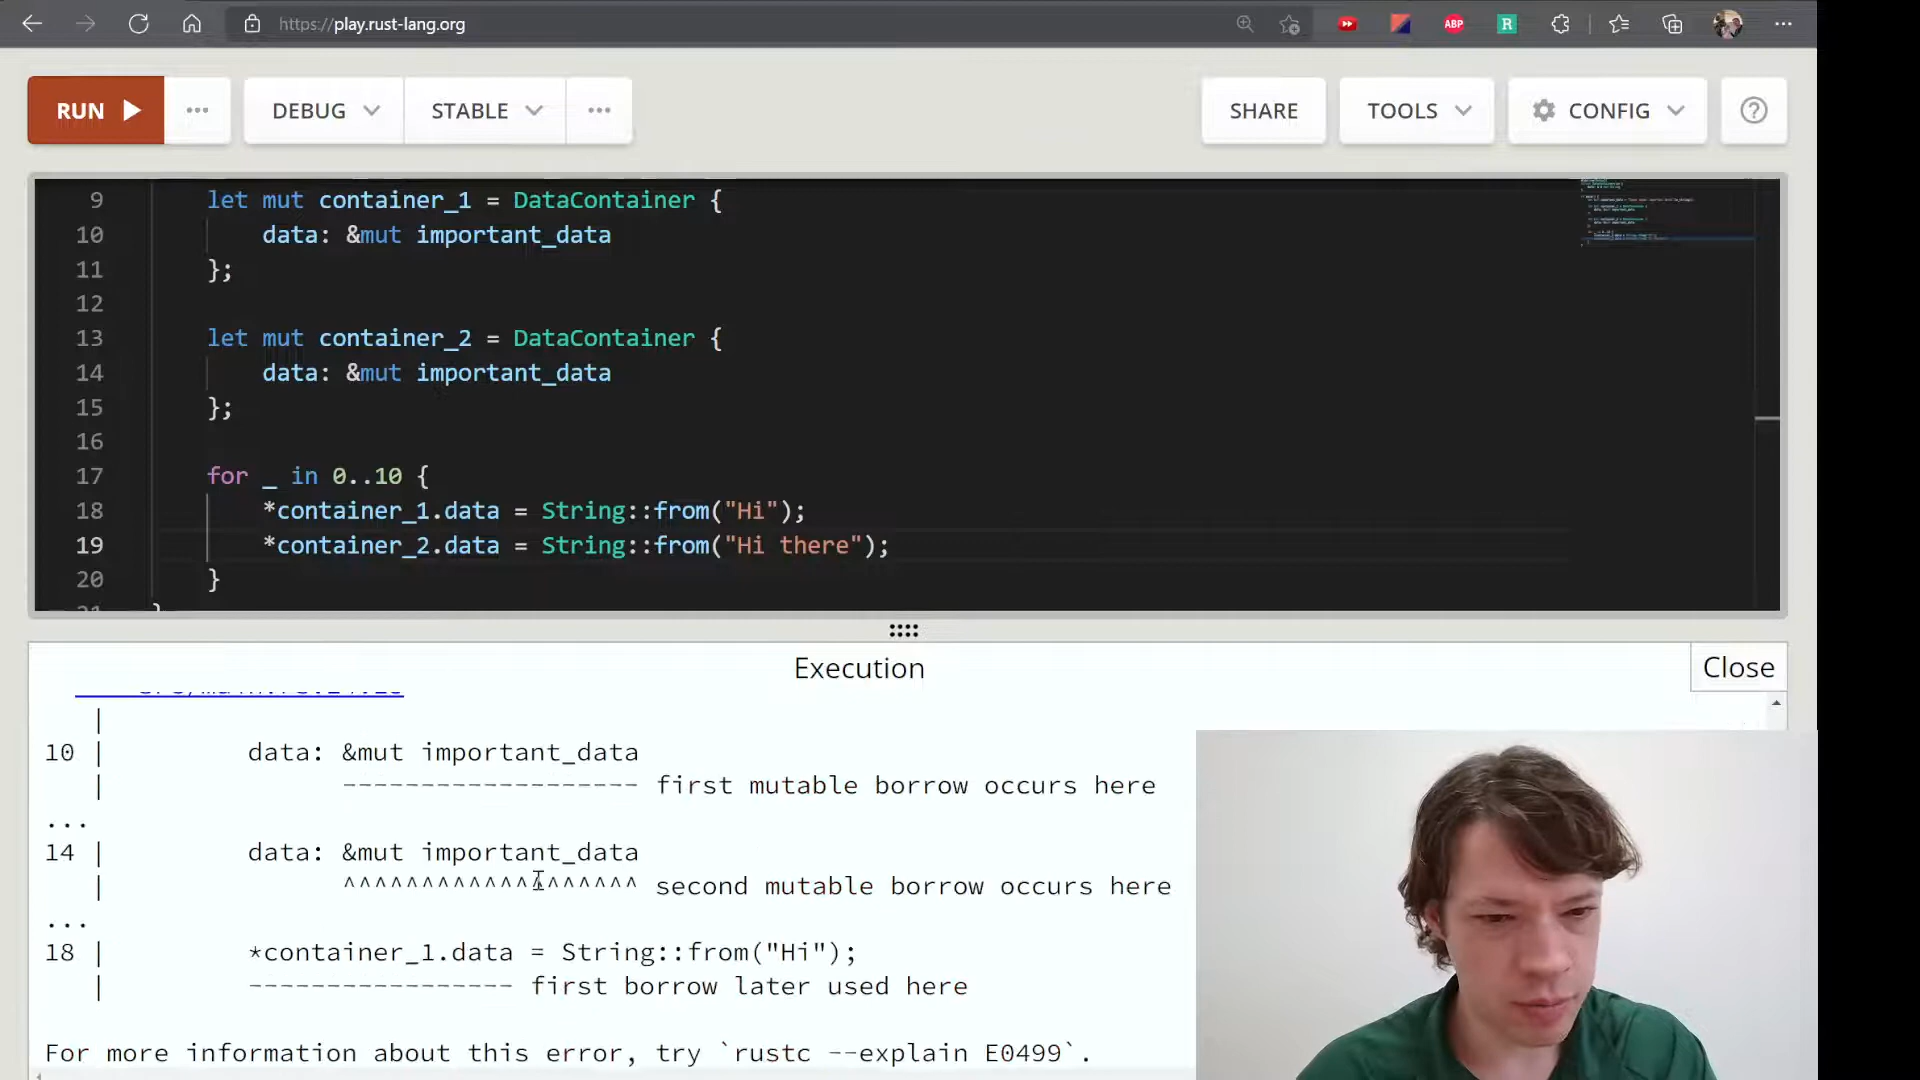 https://play.rust-lang.org
ABP
R
RUN
DEBUG
STABLE
SHARE
TOOLS
CONFIG
9 let mut container_1 = DataContainer {
10 data: &mut important_data
11 };
12
13 let mut container_2 = DataContainer {
14 data: &mut important_data
15 };
16
17 for _ in 0..10 {
18 *container_1.data = String::from("Hi");
19 *container_2.data = String::from("Hi there");
20 }
Execution
Close
|
10 | data: &mut important_data
| ------------------- first mutable borrow occurs here
...
14 | data: &mut important_data
| ^^^^^^^^^^^^^^^^^^^ second mutable borrow occurs here
...
18 | *container_1.data = String::from("Hi");
| ----------------- first borrow later used here
For more information about this error, try `rustc --explain E0499`.